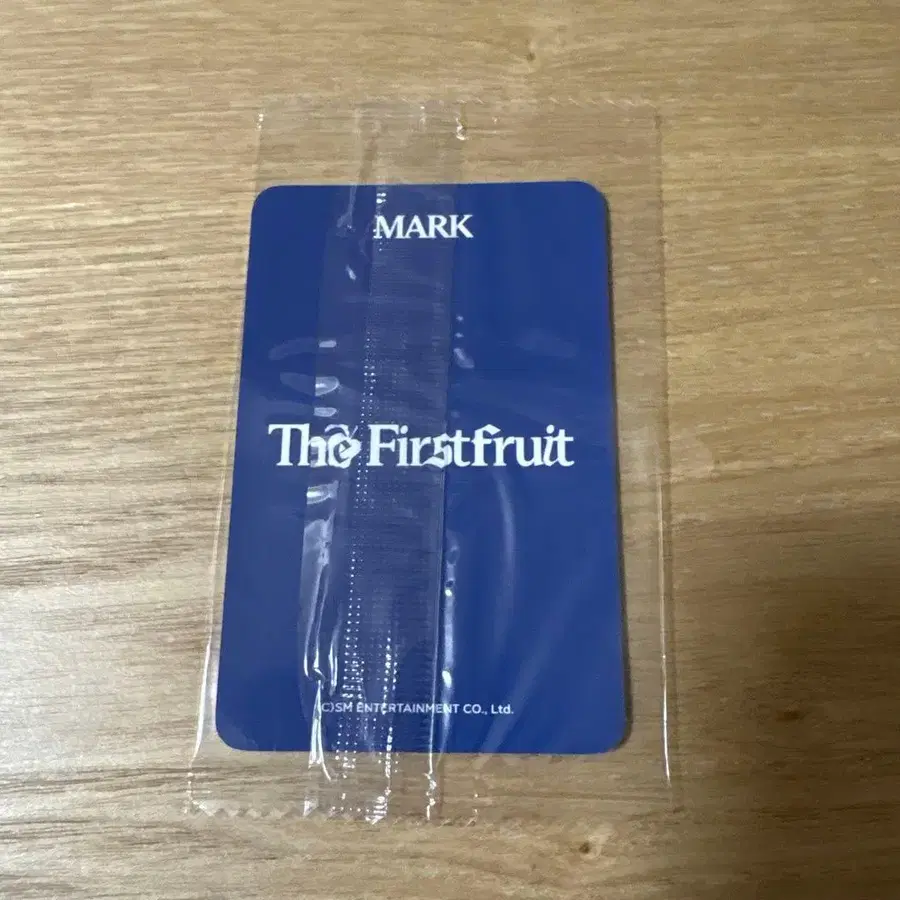 MARK
The Firstfruit
(C)SM ENTERTAINMENT CO., Ltd.